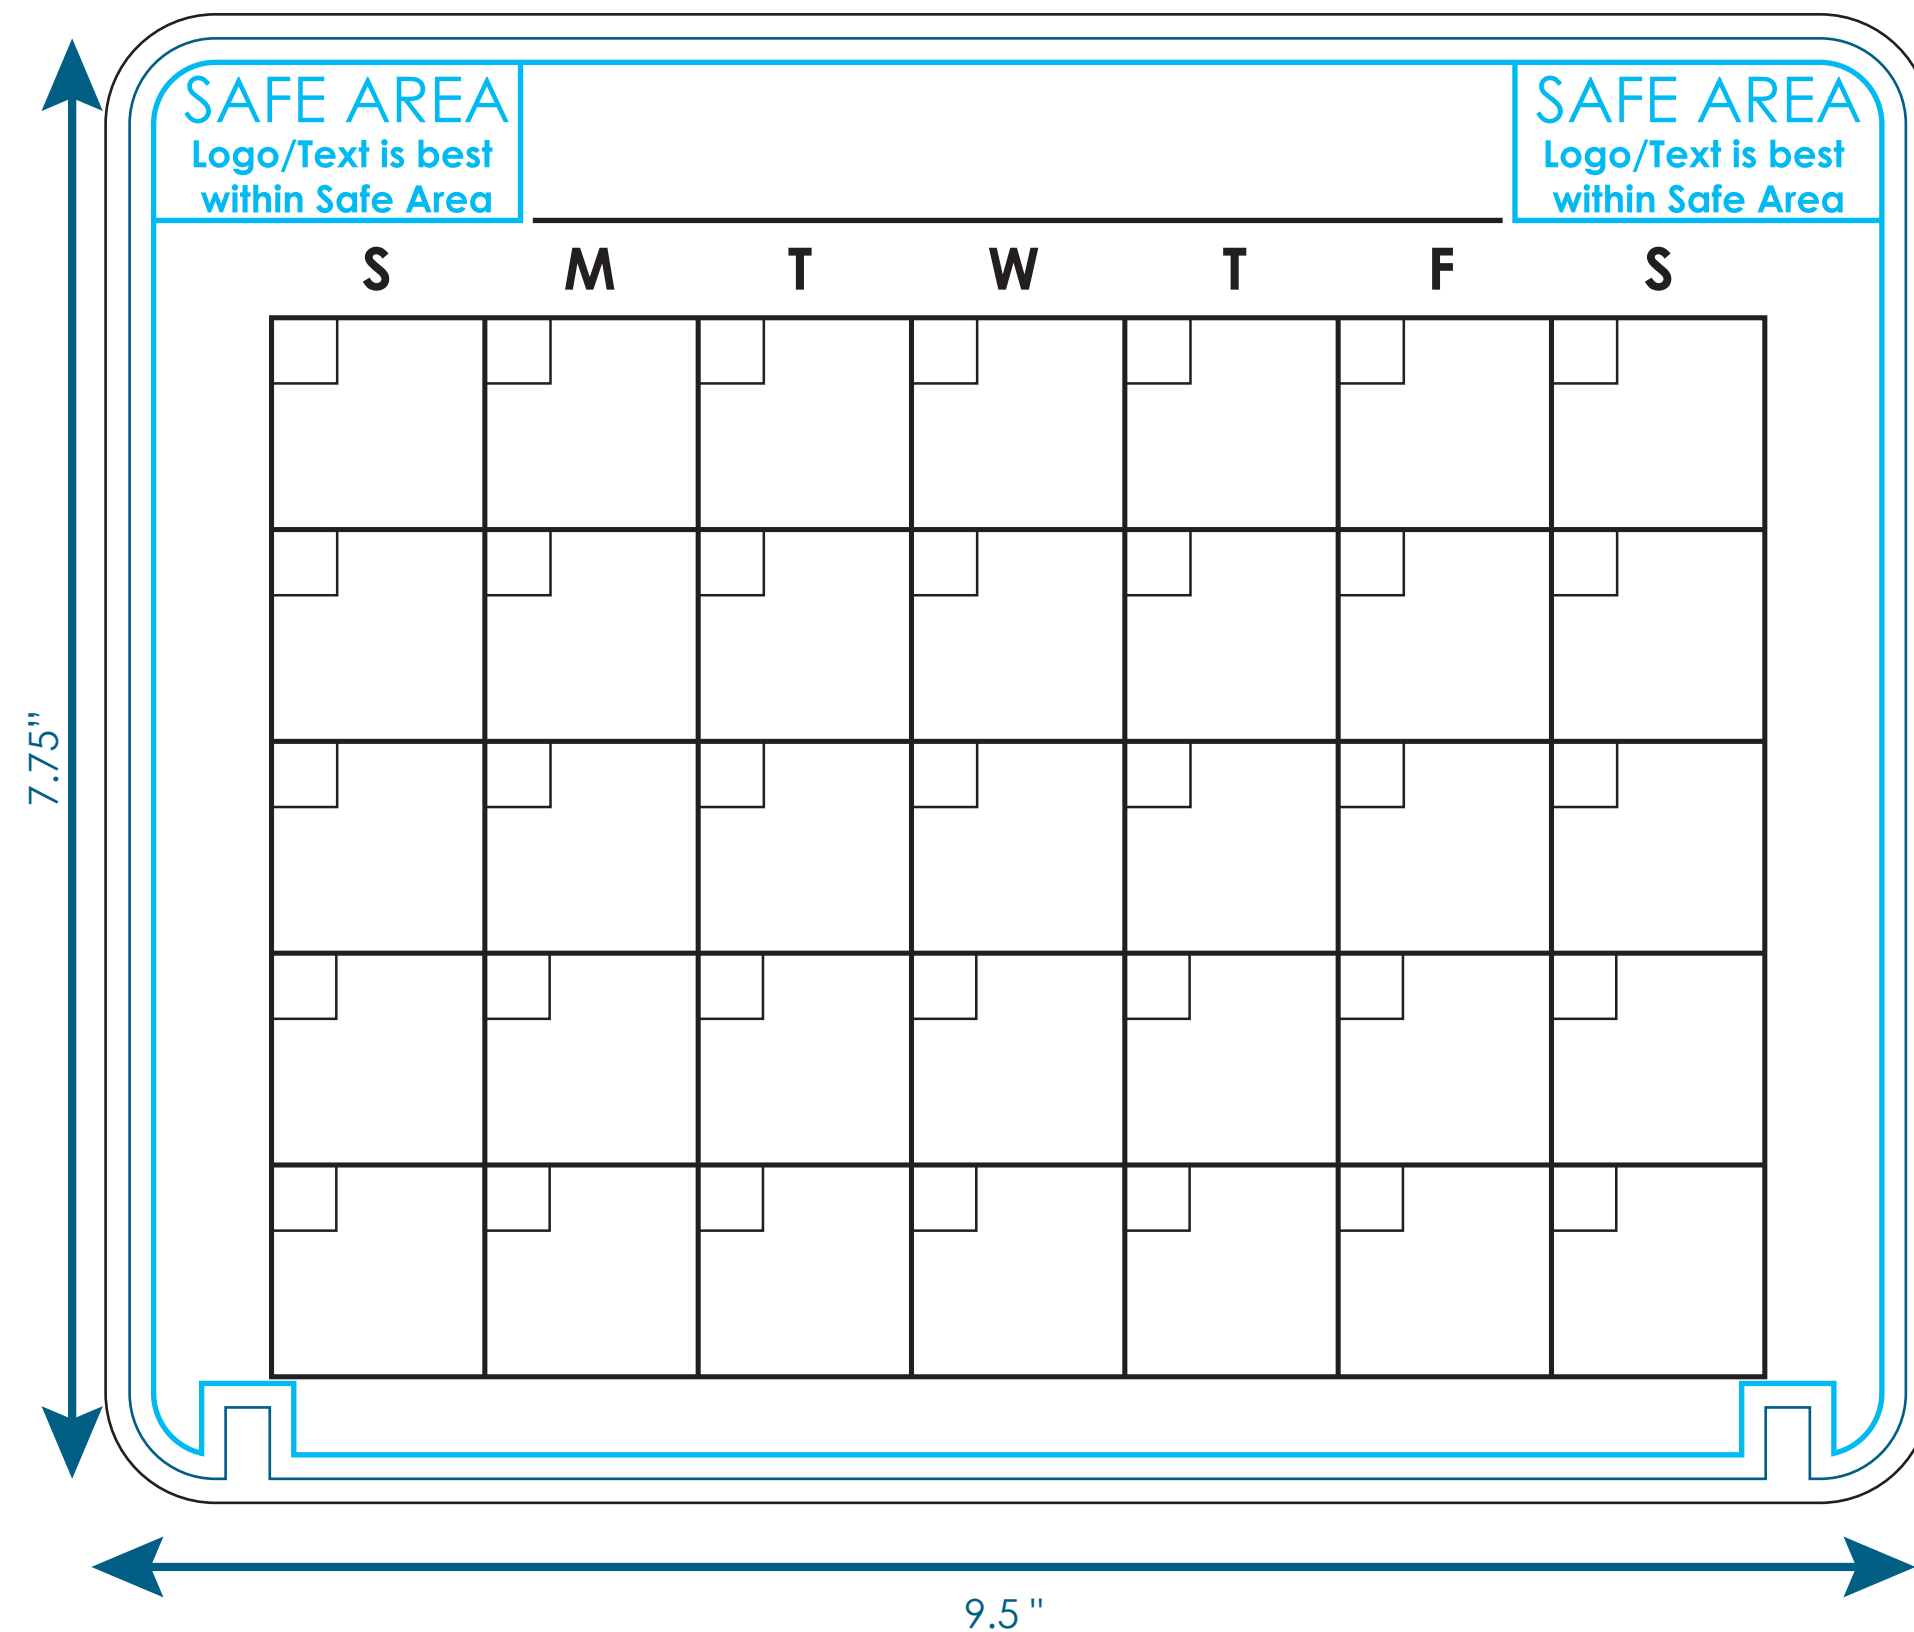 SAFE AREA
Logo/Text is best
within Safe Area
SAFE AREA
Logo/Text is best
within Safe Area
S M T W T F S
7.75"
9.5 "